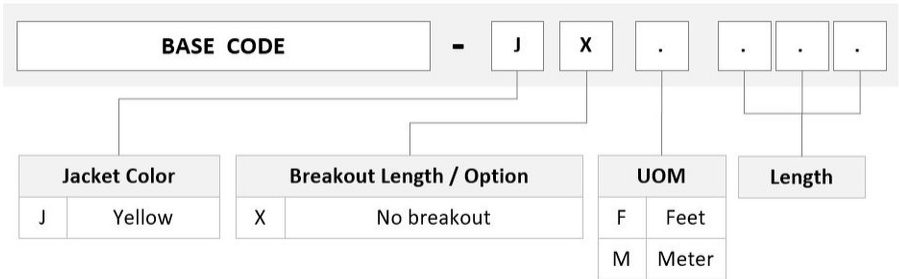 BASE CODE - J X . . . .
Jacket Color
J Yellow
Breakout Length / Option
X No breakout
UOM
F Feet
M Meter
Length